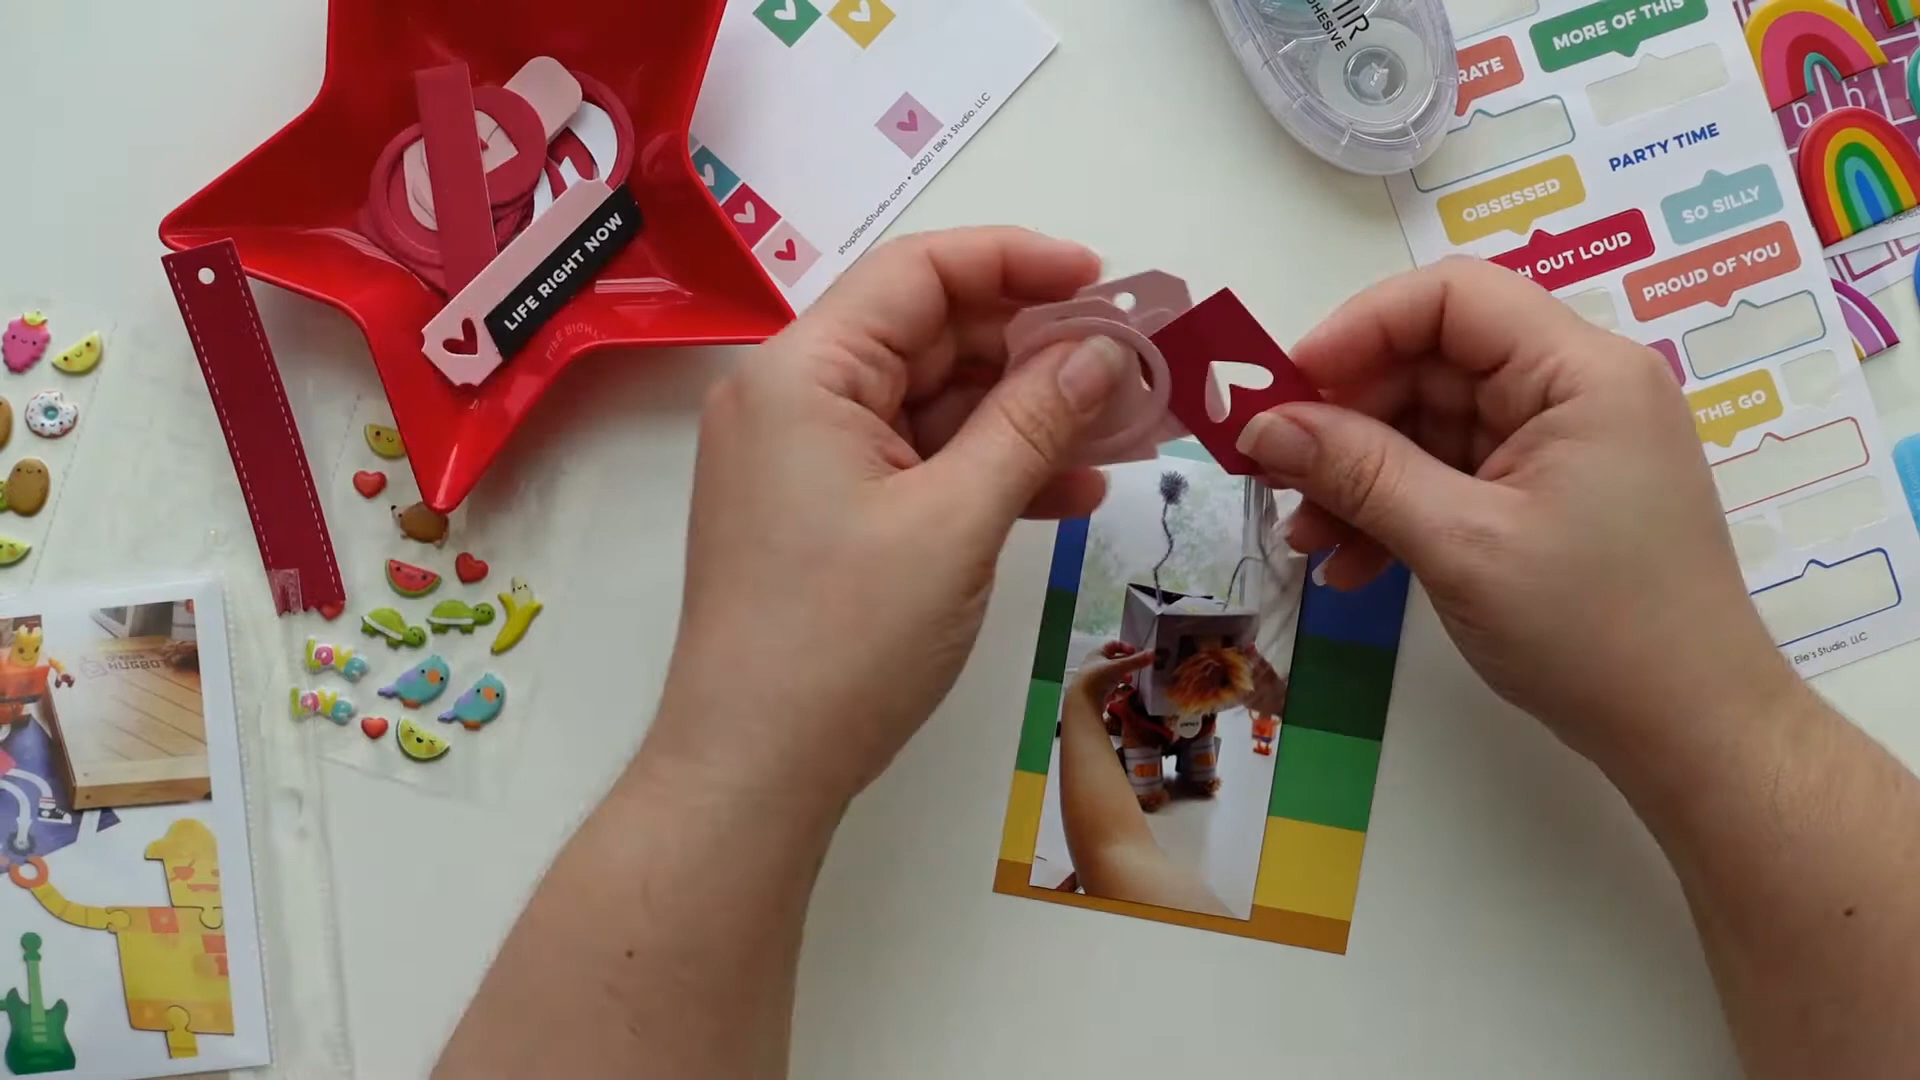 LIFE RIGHT NOW
shopEllesStudio.com • ©2021 Elle's Studio, LLC
HESIVE
RATE
MORE OF THIS
PARTY TIME
OBSESSED
SO SILLY
H OUT LOUD
PROUD OF YOU
THE GO
Elle's Studio, LLC
HUGBOT
LOVE
LOVE